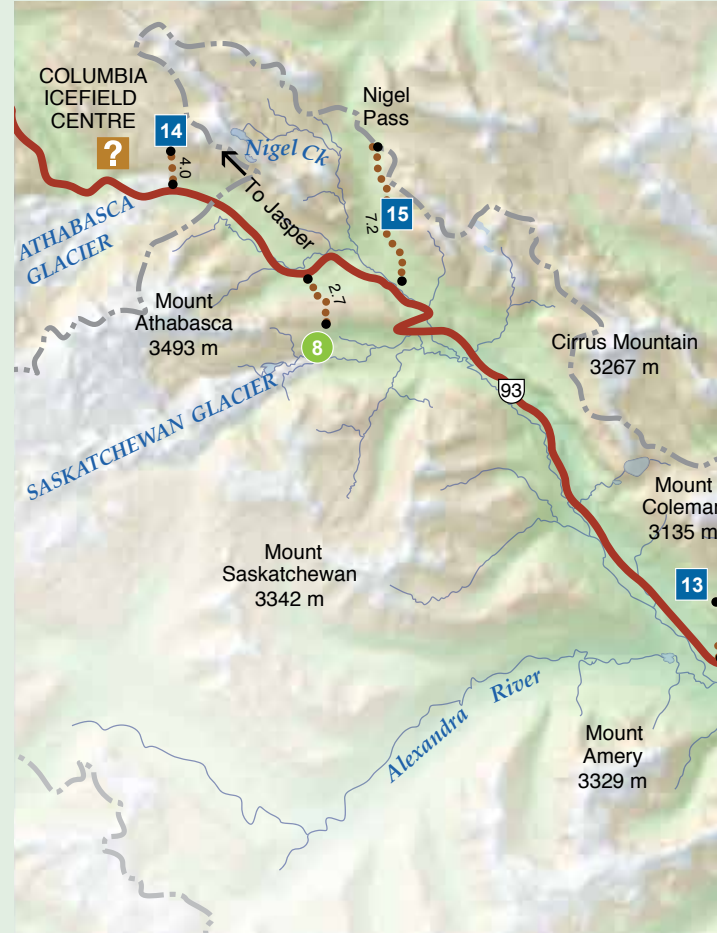 COLUMBIA
ICEFIELD
CENTRE
?
14
4.0
Nigel Ck
To Jasper
Nigel
Pass
15
7.2
ATHABASCA
GLACIER
Mount
Athabasca
3493 m
2.7
8
Cirrus Mountain
3267 m
93
SASKATCHEWAN GLACIER
Mount
Coleman
3135 m
Mount
Saskatchewan
3342 m
13
Alexandra River
Mount
Amery
3329 m